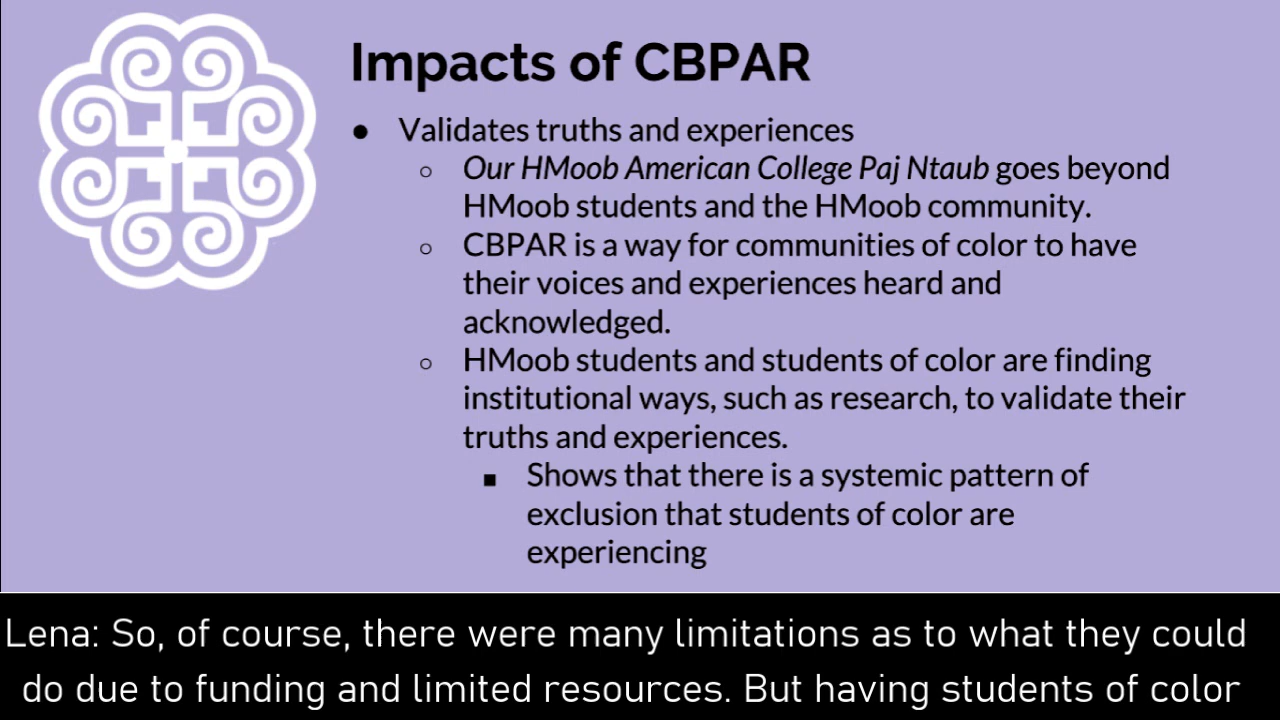 Impacts of CBPAR
● Validates truths and experiences
○ Our HMoob American College Paj Ntaub goes beyond
HMoob students and the HMoob community.
○ CBPAR is a way for communities of color to have
their voices and experiences heard and
acknowledged.
○ HMoob students and students of color are finding
institutional ways, such as research, to validate their
truths and experiences.
■ Shows that there is a systemic pattern of
exclusion that students of color are
experiencing
Lena: So, of course, there were many limitations as to what they could
do due to funding and limited resources. But having students of color